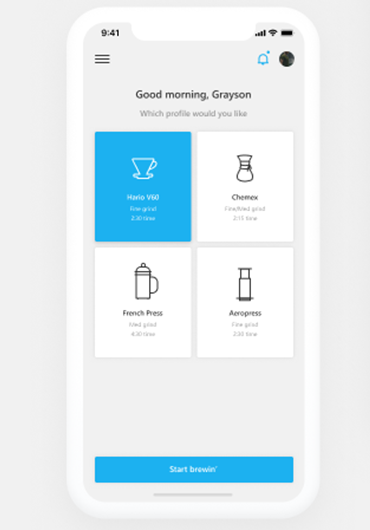 9:41
Good morning, Grayson
Which profile would you like
Hario V60
Fine grind
2:30 time
Chemex
Fine/Med grind
2:15 time
French Press
Med grind
4:30 time
Aeropress
Fine grind
2:30 time
Start brewin'